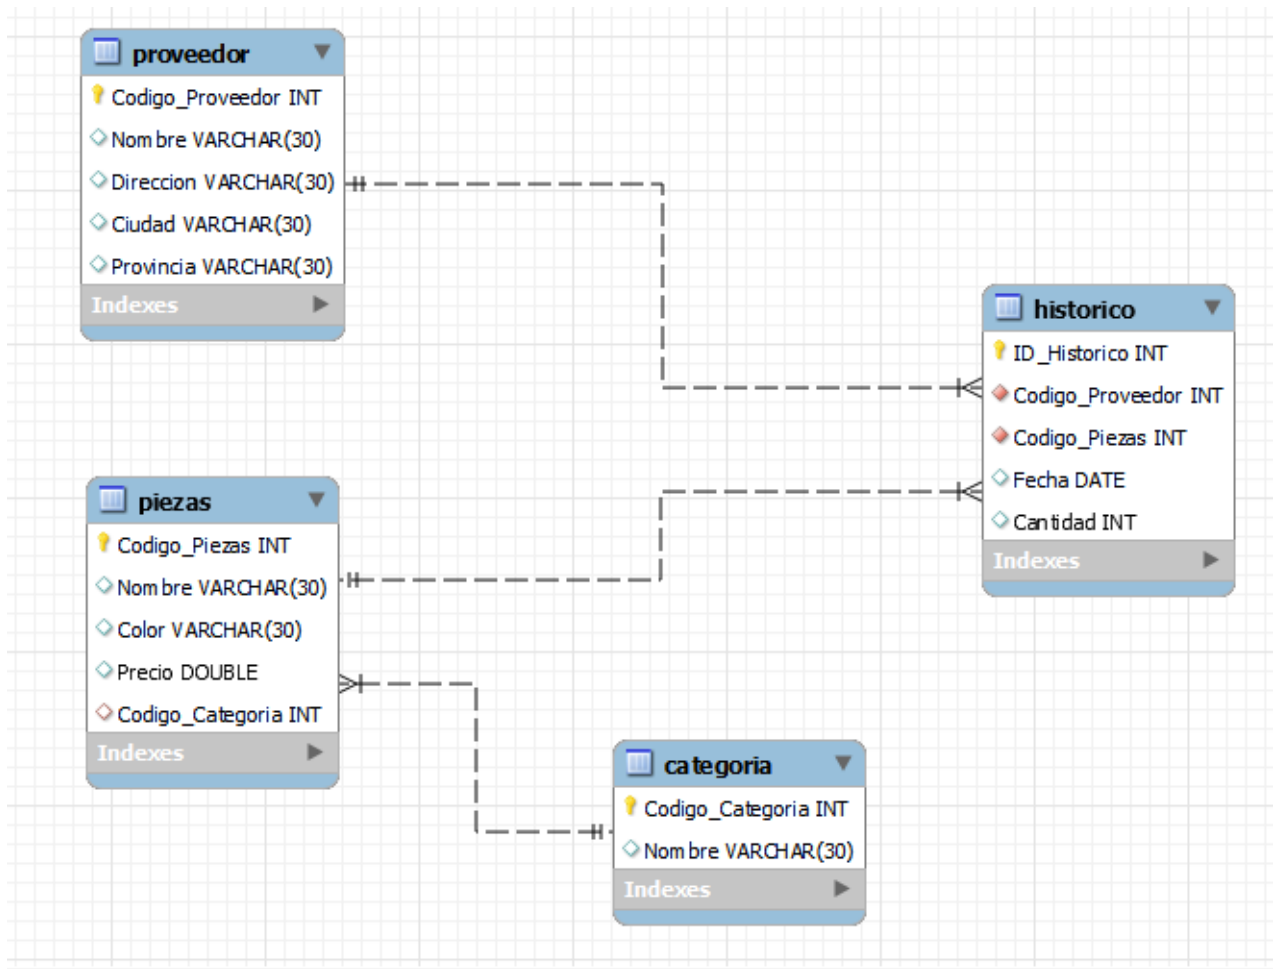 proveedor
Codigo_Proveedor INT
Nombre VARCHAR(30)
Direccion VARCHAR(30)
Ciudad VARCHAR(30)
Provincia VARCHAR(30)
Indexes
historico
ID_Historico INT
Codigo_Proveedor INT
Codigo_Piezas INT
Fecha DATE
Cantidad INT
Indexes
piezas
Codigo_Piezas INT
Nombre VARCHAR(30)
Color VARCHAR(30)
Precio DOUBLE
Codigo_Categoria INT
Indexes
categoria
Codigo_Categoria INT
Nombre VARCHAR(30)
Indexes